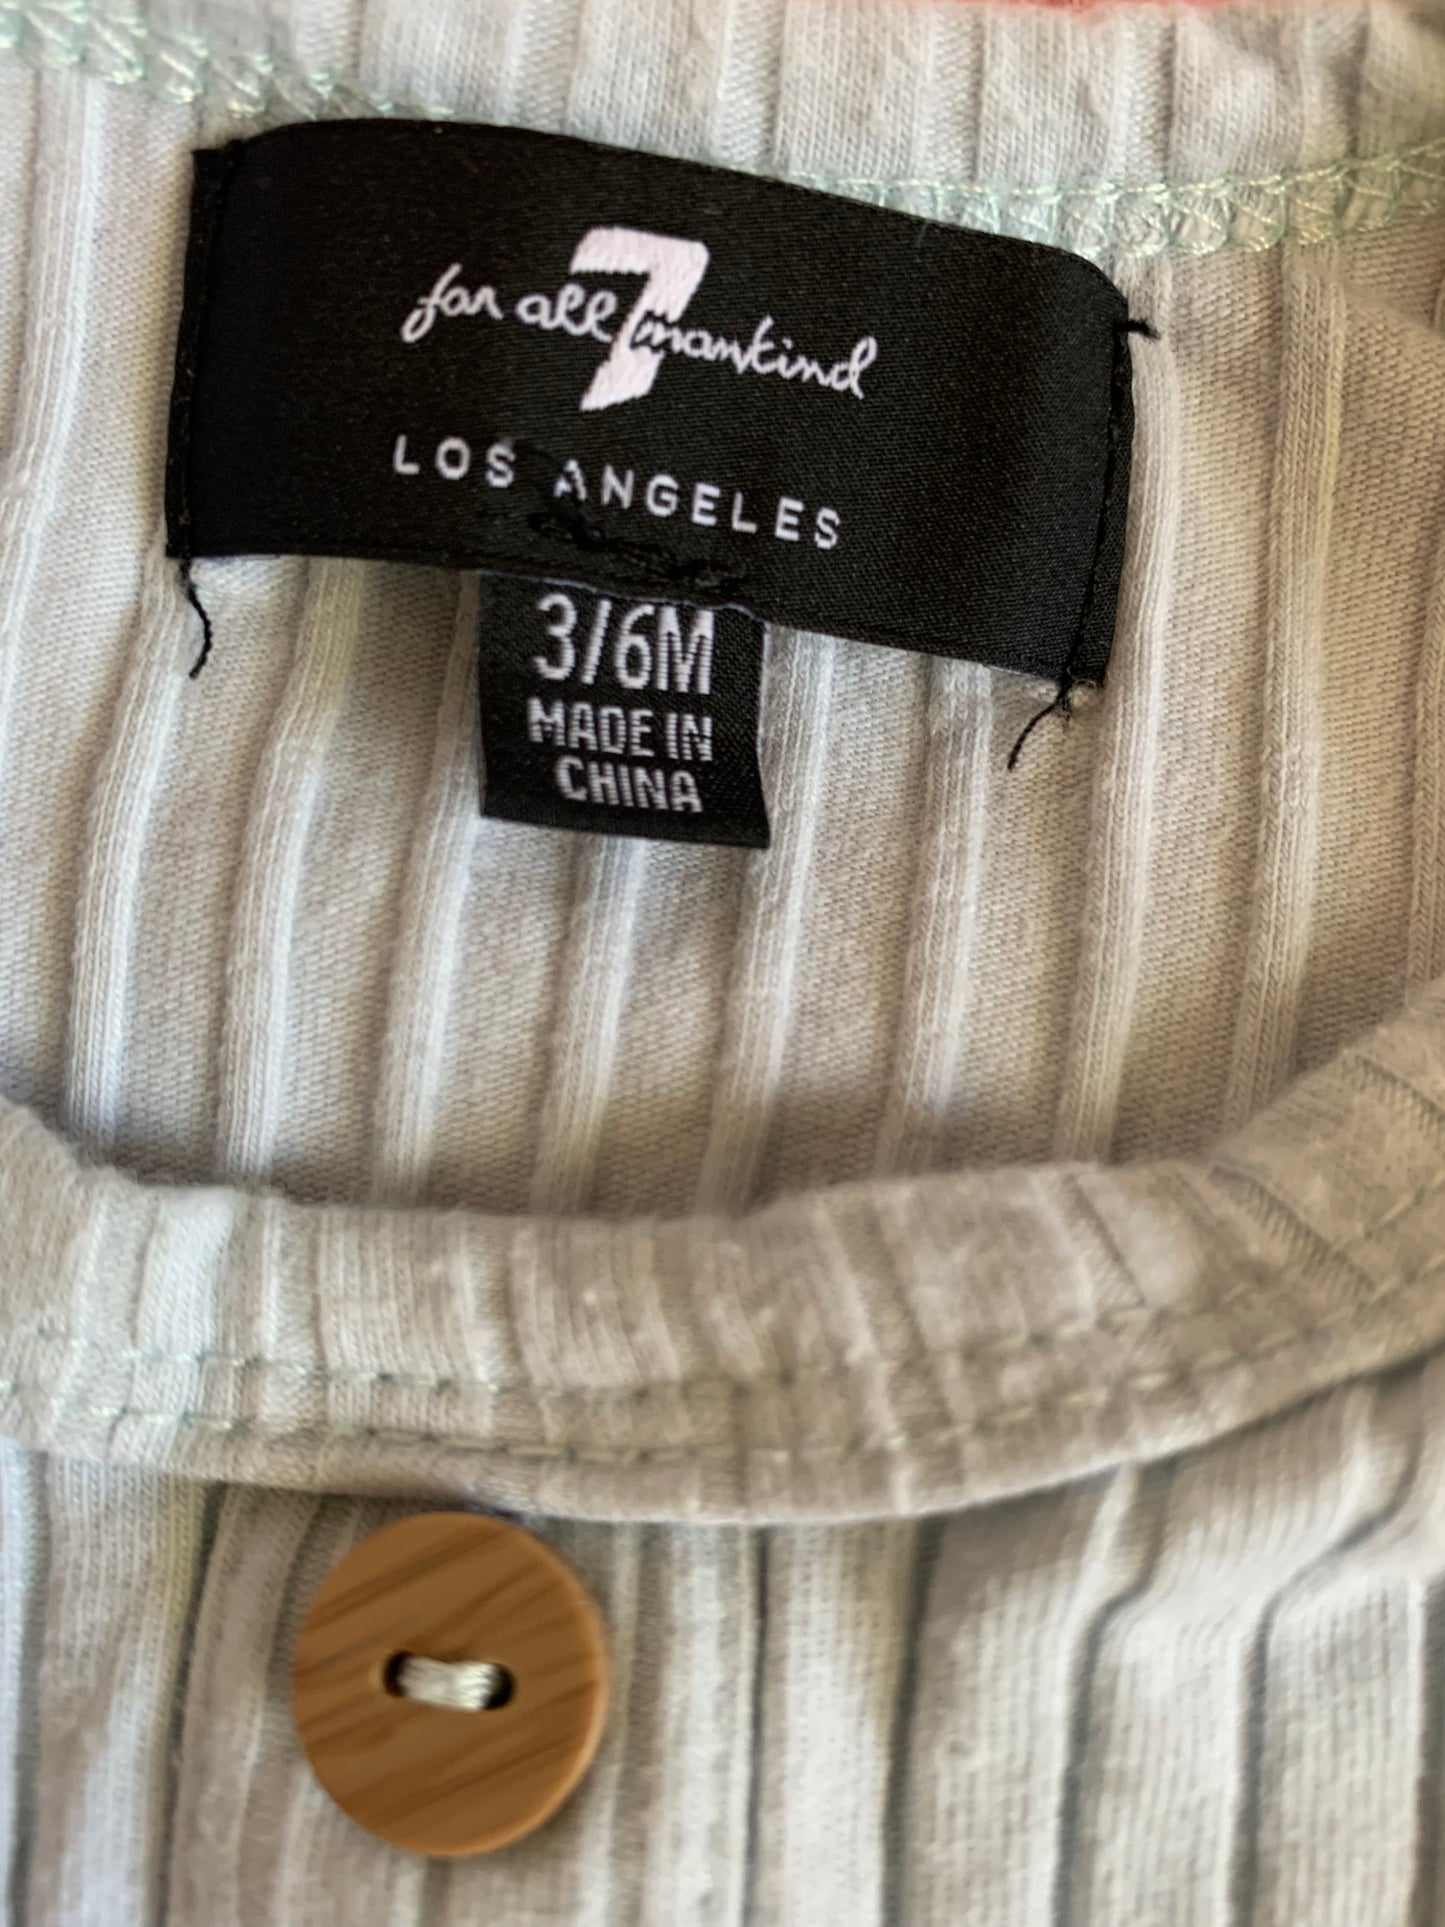 for all 7 mankind
LOS ANGELES
3/6M
MADE IN
CHINA